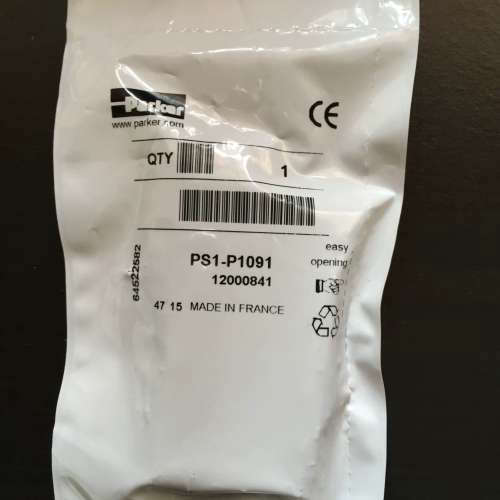 Parker
www.parker.com
CE
QTY
1
PS1-P1091
12000841
easy
opening
64522582
47 15 MADE IN FRANCE